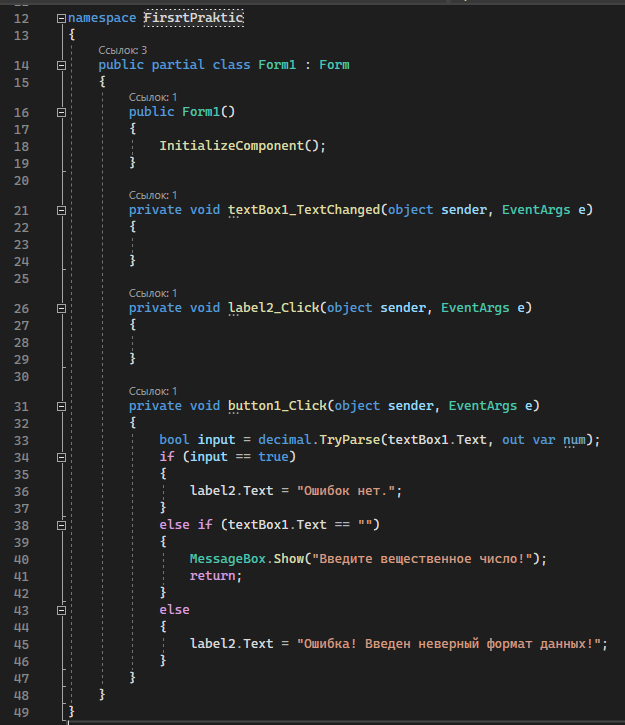 12 namespace FirsrtPraktic
13 {
Ссылок: 3
14 public partial class Form1 : Form
15 {
Ссылок: 1
16 public Form1()
17 {
18 InitializeComponent();
19 }
20
Ссылок: 1
21 private void textBox1_TextChanged(object sender, EventArgs e)
22 {
23
24 }
25
Ссылок: 1
26 private void label2_Click(object sender, EventArgs e)
27 {
28
29 }
30
Ссылок: 1
31 private void button1_Click(object sender, EventArgs e)
32 {
33 bool input = decimal.TryParse(textBox1.Text, out var num);
34 if (input == true)
35 {
36 label2.Text = "Ошибок нет.";
37 }
38 else if (textBox1.Text == "")
39 {
40 MessageBox.Show("Введите вещественное число!");
41 return;
42 }
43 else
44 {
45 label2.Text = "Ошибка! Введен неверный формат данных!";
46 }
47 }
48 }
49 }